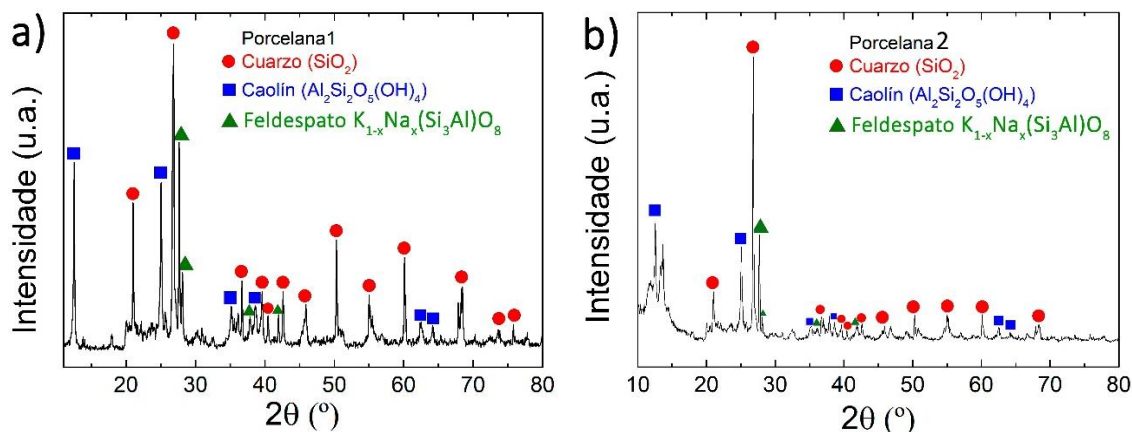 a)
Porcelana1
Cuarzo (SiO2)
Caolín (Al2Si2O5(OH)4)
Feldespato K1-xNax(Si3Al)O8
Intensidade (u.a.)
20 30 40 50 60 70 80
2θ (º)
b)
Porcelana 2
Cuarzo (SiO2)
Caolín (Al2Si2O5(OH)4)
Feldespato K1-xNax(Si3Al)O8
Intensidade (u.a.)
10 20 30 40 50 60 70 80
2θ (º)